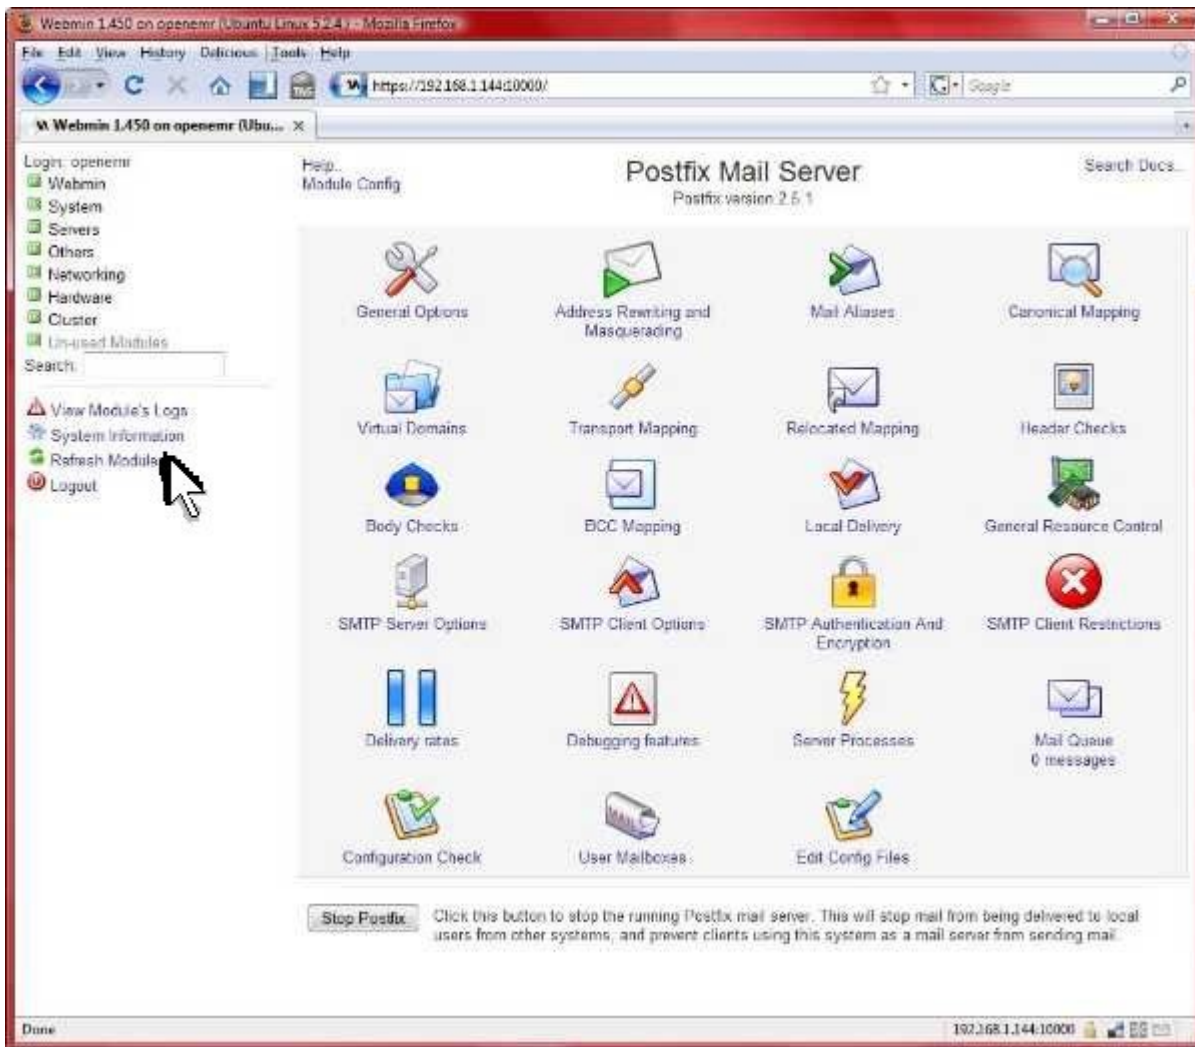 Webmin 1.450 on openemr (Ubuntu Linux 5.2.4) - Mozilla Firefox
File Edit View History Delicious Tools Help
https://192.168.1.144:10000/
Google
Webmin 1.450 on openemr (Ubu...
Login: openemr
Webmin
System
Servers
Others
Networking
Hardware
Cluster
Un-used Modules
Search:
View Module's Logs
System Information
Refresh Modules
Logout
Help..
Module Config
Postfix Mail Server
Postfix version 2.5.1
Search Docs..
General Options
Address Rewriting and
Masquerading
Mail Aliases
Canonical Mapping
Virtual Domains
Transport Mapping
Relocated Mapping
Header Checks
Body Checks
BCC Mapping
Local Delivery
General Resource Control
SMTP Server Options
SMTP Client Options
SMTP Authentication And
Encryption
SMTP Client Restrictions
Delivery rates
Debugging features
Server Processes
Mail Queue
0 messages
Configuration Check
MAIL
User Mailboxes
Edit Config Files
Stop Postfix
Click this button to stop the running Postfix mail server. This will stop mail from being delivered to local
users from other systems, and prevent clients using this system as a mail server from sending mail.
Done
192.168.1.144:10000